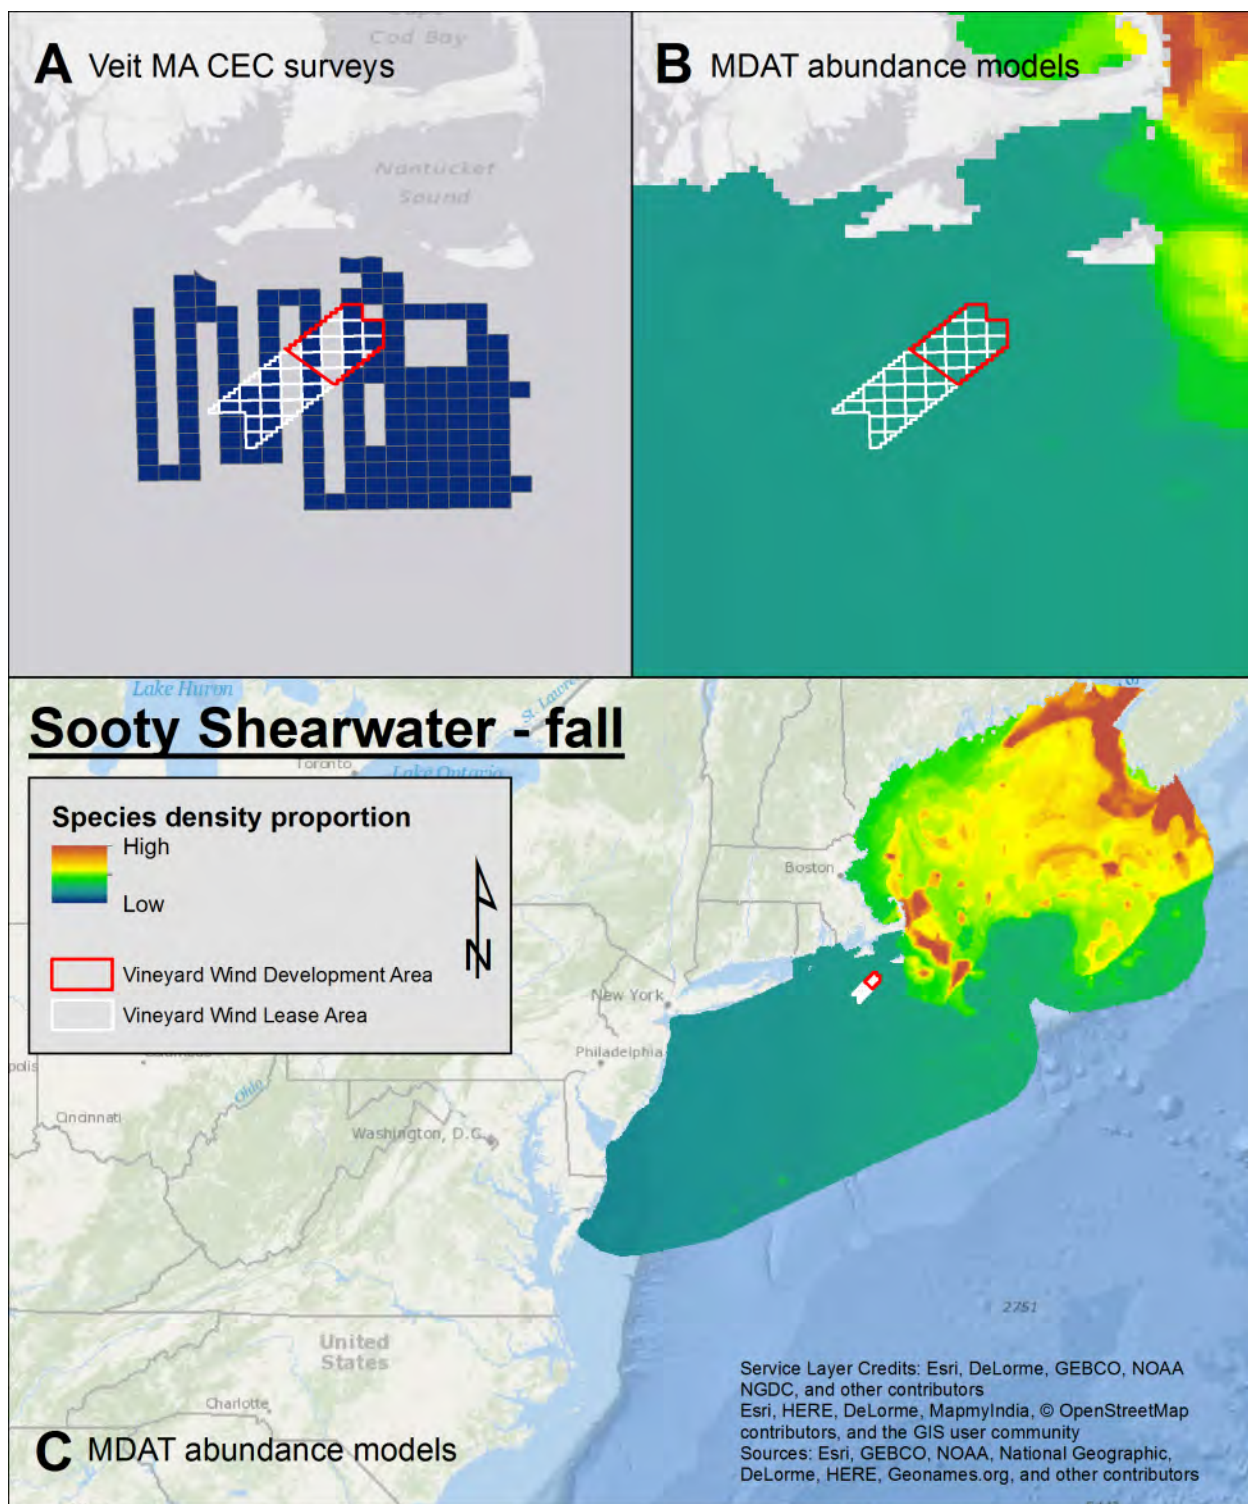 Cape
Cod Bay
A Veit MA CEC surveys
Nantucket
Sound
B MDAT abundance models
Lake Huron
St. Lawre
Sooty Shearwater - fall
Toronto
Lake Ontario
Species density proportion
High
Low
N
Vineyard Wind Development Area
Vineyard Wind Lease Area
Boston
New York
Philadelphia
polis
Ohio
Cincinnati
Washington, D.C.
2751
United
States
Charlotte
Service Layer Credits: Esri, DeLorme, GEBCO, NOAA
NGDC, and other contributors
Esri, HERE, DeLorme, MapmyIndia, © OpenStreetMap
contributors, and the GIS user community
Sources: Esri, GEBCO, NOAA, National Geographic,
DeLorme, HERE, Geonames.org, and other contributors
C MDAT abundance models